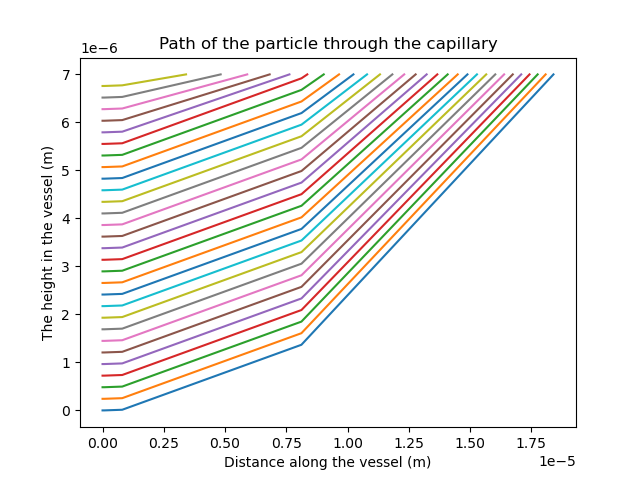 Path of the particle through the capillary
1e−6
The height in the vessel (m)
7
6
5
4
3
2
1
0
0.00 0.25 0.50 0.75 1.00 1.25 1.50 1.75
1e−5
Distance along the vessel (m)